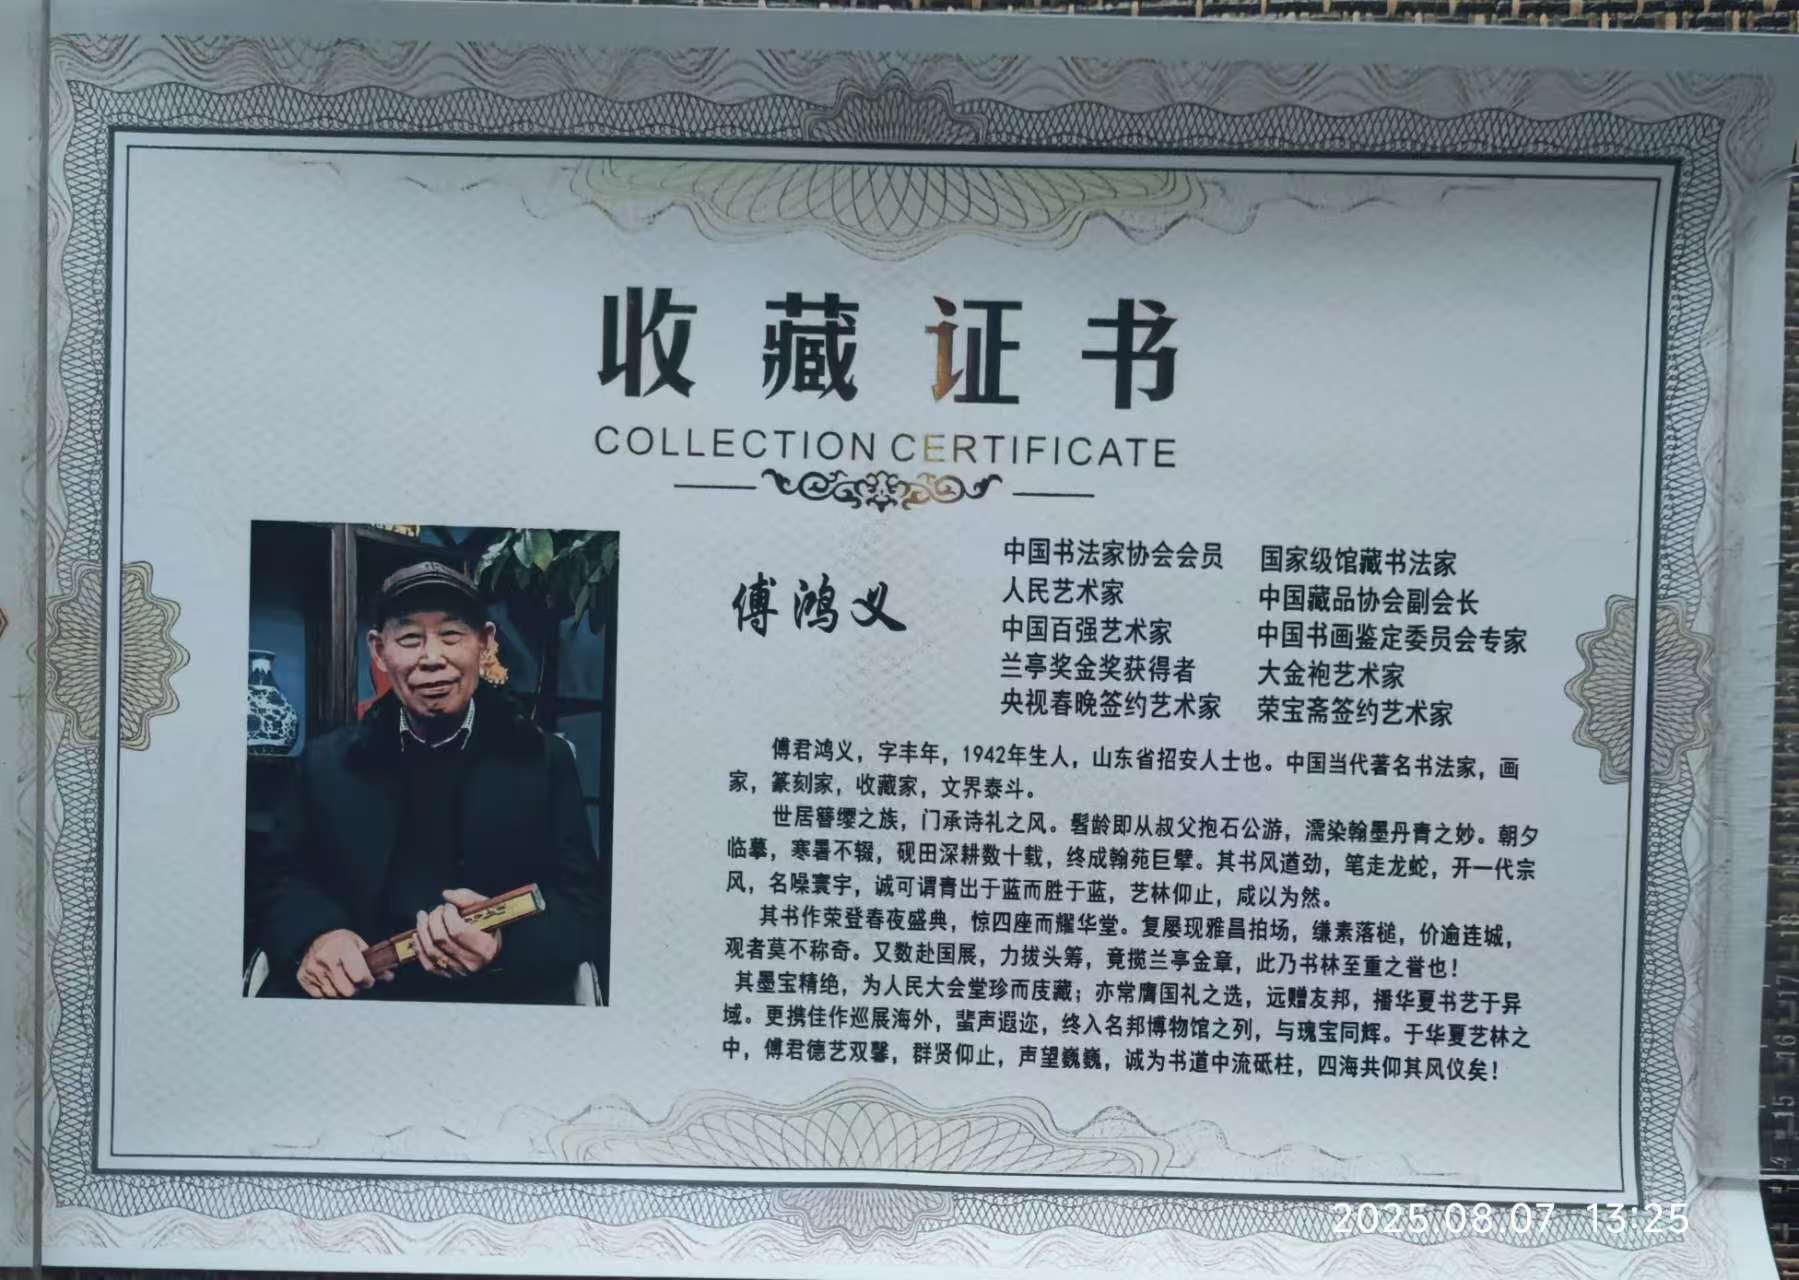 收藏证书
COLLECTION CERTIFICATE
傅鸿义
中国书法家协会会员 国家级馆藏书法家
人民艺术家 中国藏品协会副会长
中国百强艺术家 中国书画鉴定委员会专家
兰亭奖金奖获得者 大金袍艺术家
央视春晚签约艺术家 荣宝斋签约艺术家
傅君鸿义，字丰年，1942年生人，山东省招安人士也。中国当代著名书法家，画
家，篆刻家，收藏家，文界泰斗。
世居簪缨之族，门承诗礼之风。髫龄即从叔父抱石公游，濡染翰墨丹青之妙。朝夕
临摹，寒暑不辍，砚田深耕数十载，终成翰苑巨擘。其书风遒劲，笔走龙蛇，开一代宗
风，名噪寰宇，诚可谓青出于蓝而胜于蓝，艺林仰止，咸以为然。
其书作荣登春夜盛典，惊四座而耀华堂。复屡现雅昌拍场，缣素落槌，价逾连城，
观者莫不称奇。又数赴国展，力拔头筹，竟揽兰亭金章，此乃书林至重之誉也！
其墨宝精绝，为人民大会堂珍而庋藏；亦常膺国礼之选，远赠友邦，播华夏书艺于异
域。更携佳作巡展海外，蜚声遐迩，终入名邦博物馆之列，与瑰宝同辉。于华夏艺林之
中，傅君德艺双馨，群贤仰止，声望巍巍，诚为书道中流砥柱，四海共仰其风仪矣！
2025.08.07 13:25